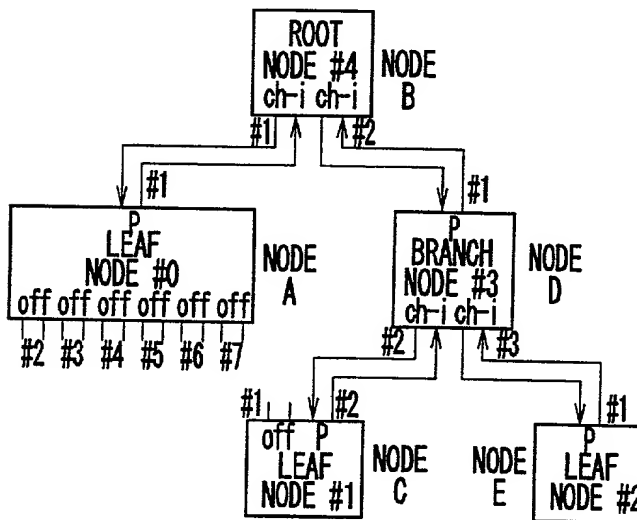 ROOT
NODE #4
ch-i ch-i
NODE
B
#1
#2
#1
#1
P
LEAF
NODE #0
off off off off off off
#2 #3 #4 #5 #6 #7
NODE
A
P
BRANCH
NODE #3
ch-i ch-i
NODE
D
#2
#3
#1
#2
#1
off P
LEAF
NODE #1
NODE
C
NODE
E
P
LEAF
NODE #2